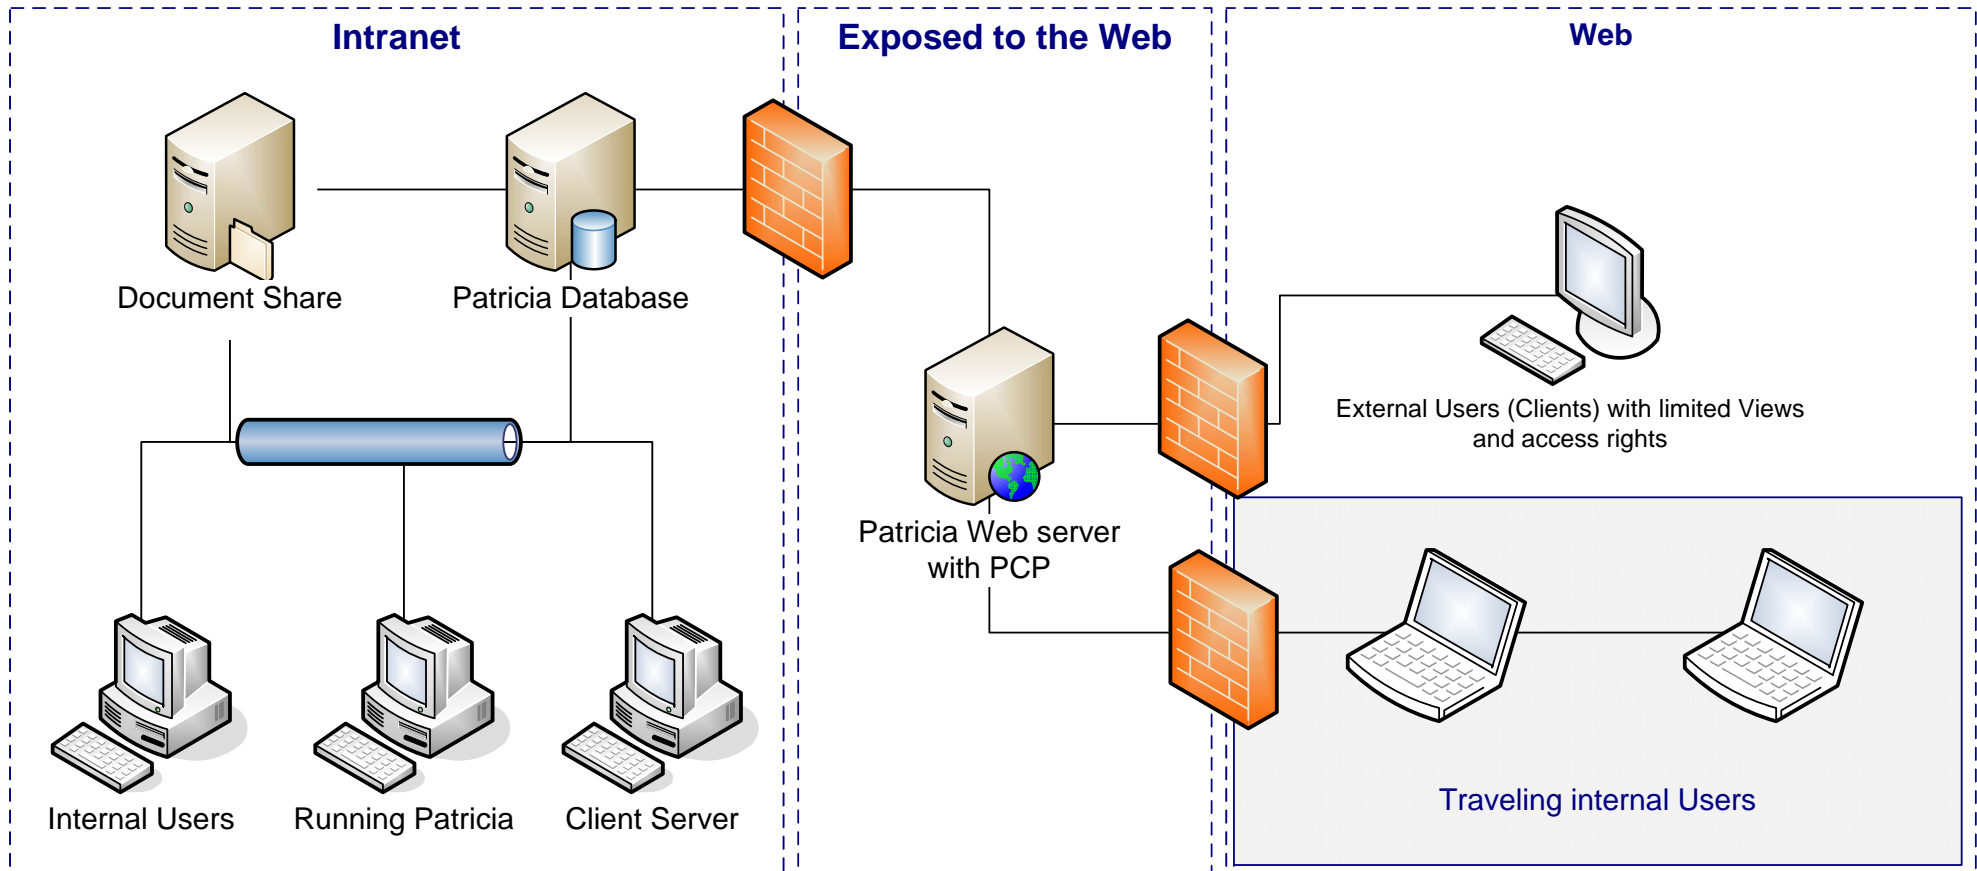 Intranet
Exposed to the Web
Web
Document Share
Patricia Database
External Users (Clients) with limited Views
and access rights
Patricia Web server
with PCP
Traveling internal Users
Internal Users
Running Patricia
Client Server